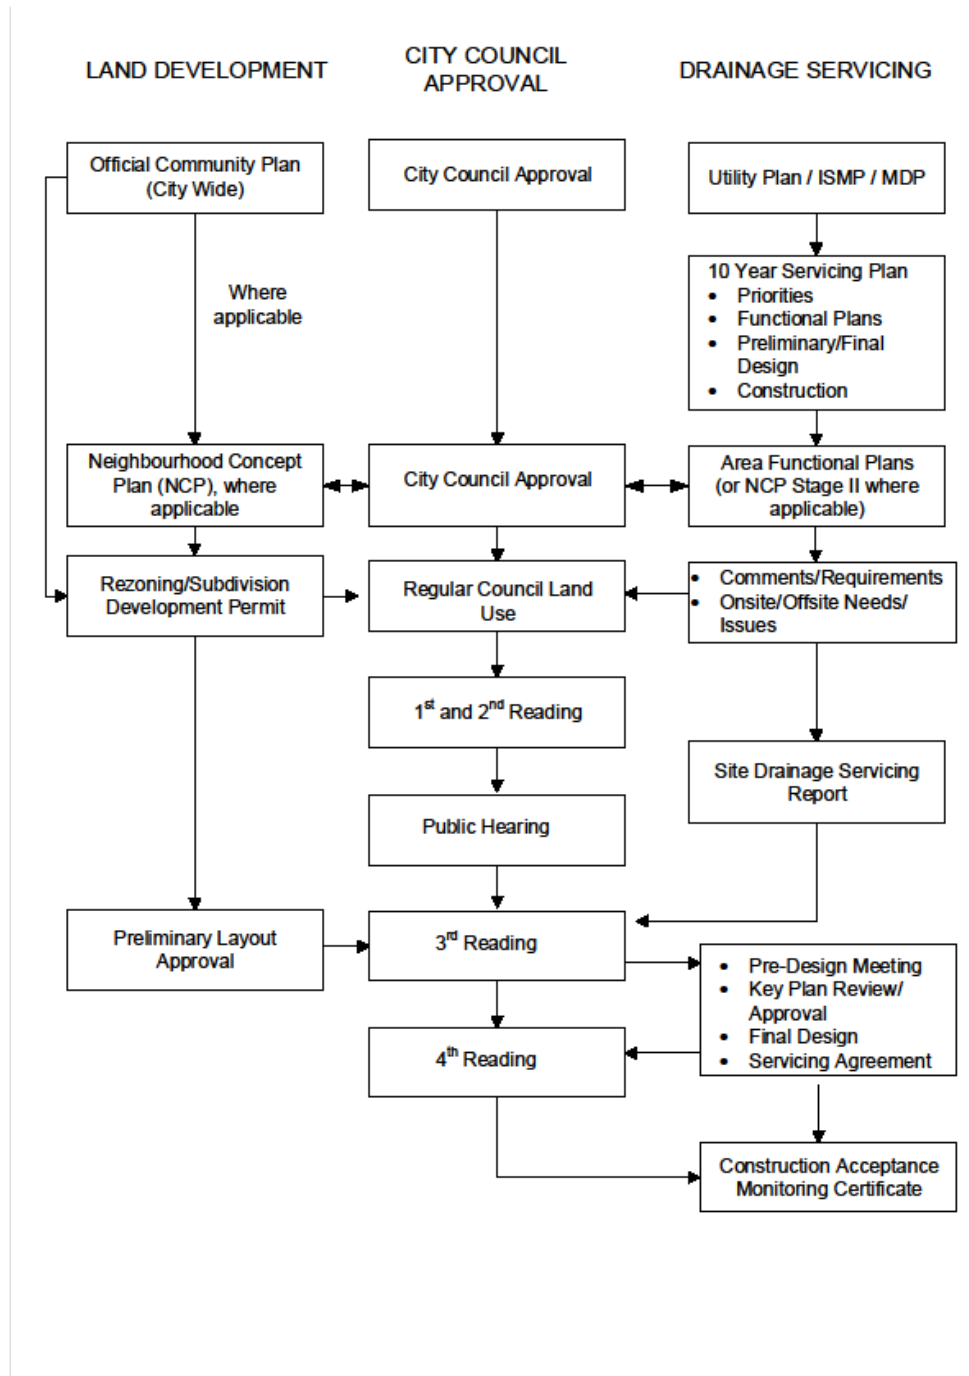 LAND DEVELOPMENT
CITY COUNCIL
APPROVAL
DRAINAGE SERVICING
Official Community Plan
(City Wide)
City Council Approval
Utility Plan / ISMP / MDP
Where
applicable
10 Year Servicing Plan
• Priorities
• Functional Plans
• Preliminary/Final
Design
• Construction
Neighbourhood Concept
Plan (NCP), where
applicable
City Council Approval
Area Functional Plans
(or NCP Stage II where
applicable)
Rezoning/Subdivision
Development Permit
Regular Council Land
Use
• Comments/Requirements
• Onsite/Offsite Needs/
Issues
1st and 2nd Reading
Site Drainage Servicing
Report
Public Hearing
Preliminary Layout
Approval
3rd Reading
• Pre-Design Meeting
• Key Plan Review/
Approval
• Final Design
• Servicing Agreement
4th Reading
Construction Acceptance
Monitoring Certificate